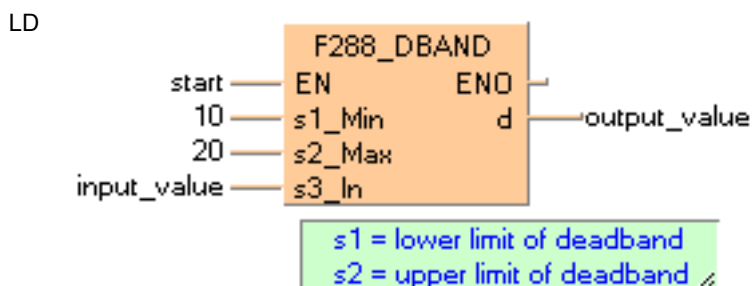 LD
F288_DBAND
start EN ENO
10 s1_Min d output_value
20 s2_Max
input_value s3_In
s1 = lower limit of deadband
s2 = upper limit of deadband